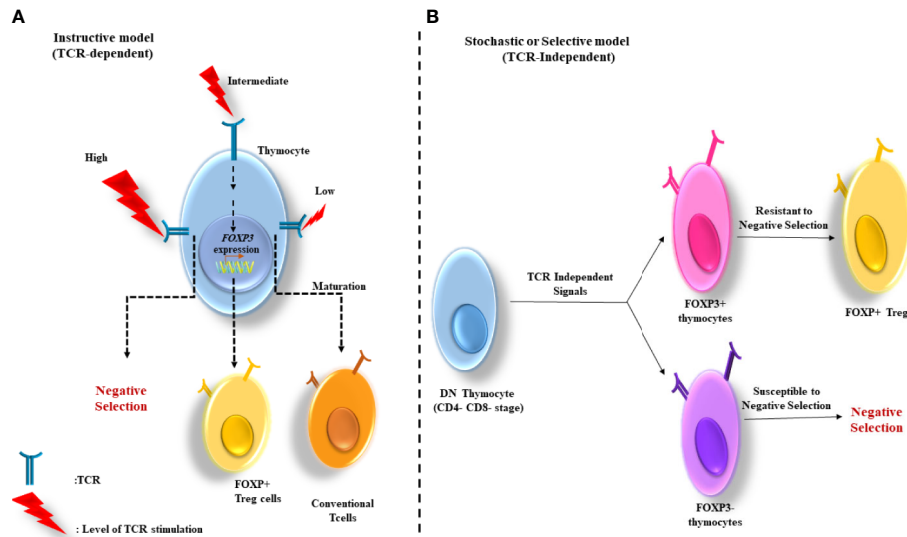 A
Instructive model
(TCR-dependent)
Intermediate
Thymocyte
High
Low
FOXP3
expression
Maturation
Negative
Selection
FOXP+
Treg cells
Conventional
Tcells
:TCR
: Level of TCR stimulation
B
Stochastic or Selective model
(TCR-Independent)
TCR Independent
Signals
DN Thymocyte
(CD4- CD8- stage)
FOXP3+
thymocytes
Resistant to
Negative Selection
FOXP+ Treg
Susceptible to
Negative Selection
Negative
Selection
FOXP3-
thymocytes